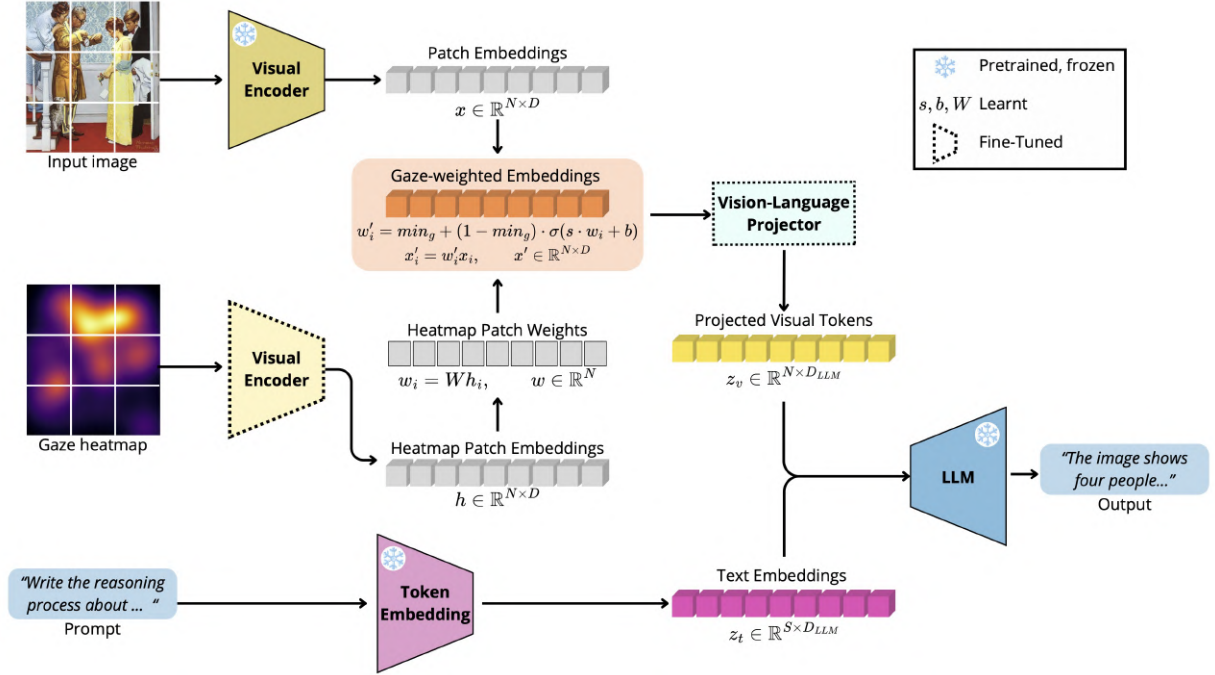 Input image
Visual
Encoder
Patch Embeddings
x ∈ ℝ^{N×D}
Pretrained, frozen
s, b, W Learnt
Fine-Tuned
Gaze-weighted Embeddings
w'_i = min_g + (1 − min_g) · σ(s · w_i + b)
x'_i = w'_i x_i, x' ∈ ℝ^{N×D}
Vision-Language
Projector
Gaze heatmap
Visual
Encoder
Heatmap Patch Weights
w_i = Wh_i, w ∈ ℝ^N
Heatmap Patch Embeddings
h ∈ ℝ^{N×D}
Projected Visual Tokens
z_v ∈ ℝ^{N×D_{LLM}}
LLM
“The image shows
four people...”
Output
“Write the reasoning
process about ... “
Prompt
Token
Embedding
Text Embeddings
z_t ∈ ℝ^{S×D_{LLM}}